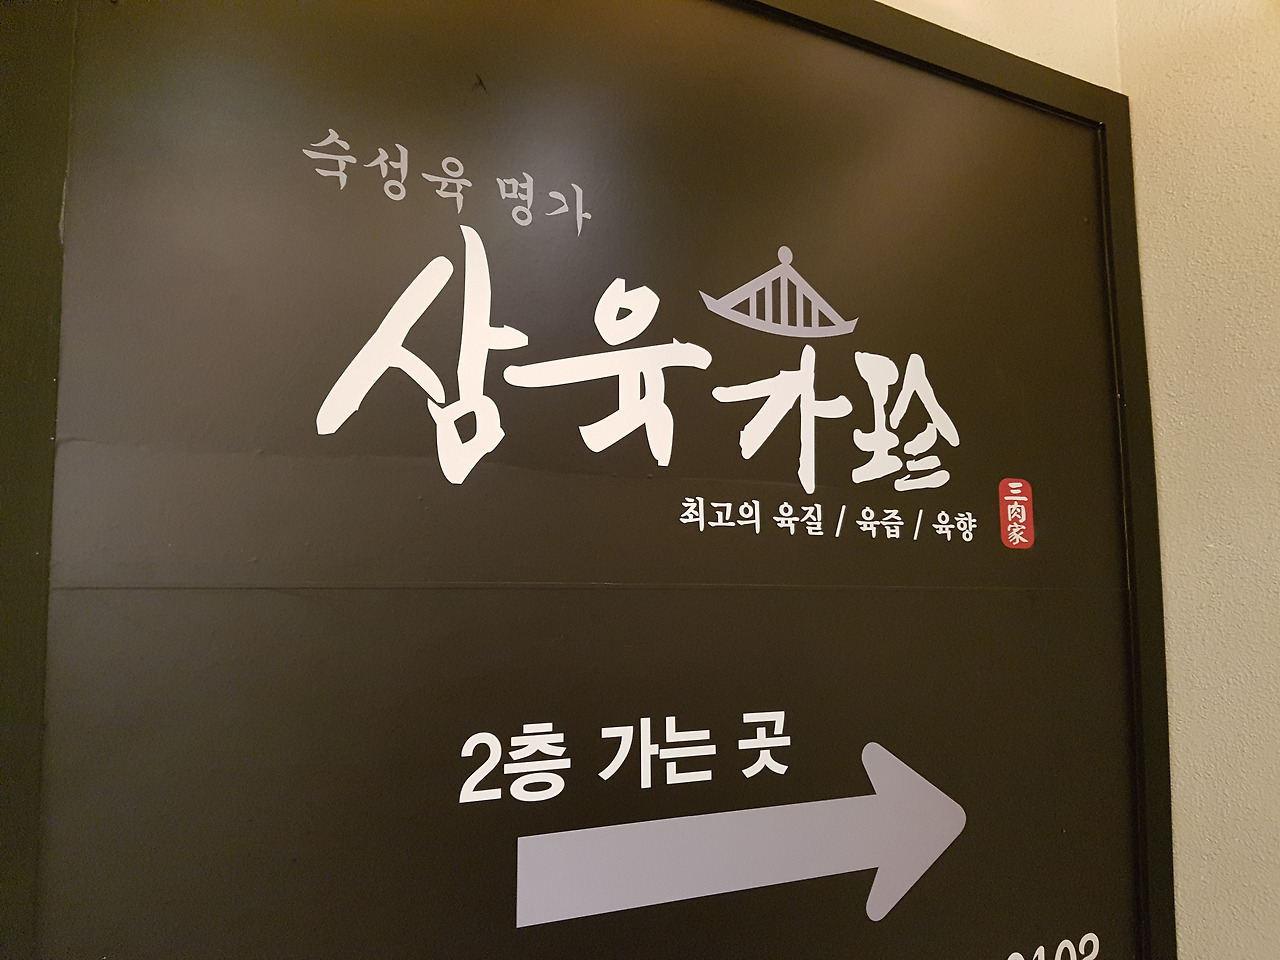 숙성육 명가
삼육가珍
최고의 육질 / 육즙 / 육향
三肉家
2층 가는 곳